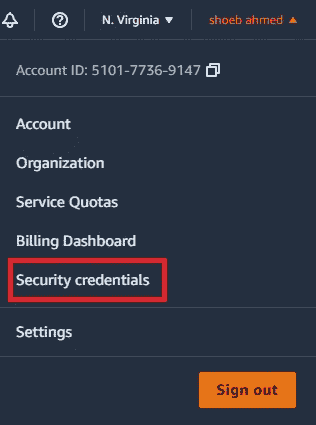 N. Virginia shoeb ahmed
Account ID: 5101-7736-9147
Account
Organization
Service Quotas
Billing Dashboard
Security credentials
Settings
Sign out